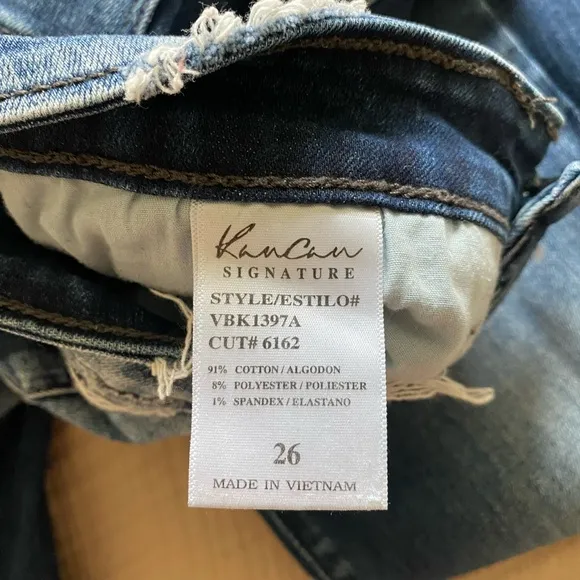 KanCan
SIGNATURE
STYLE/ESTILO#
VBK1397A
CUT# 6162
91% COTTON / ALGODON
8% POLYESTER / POLIESTER
1% SPANDEX / ELASTANO
26
MADE IN VIETNAM